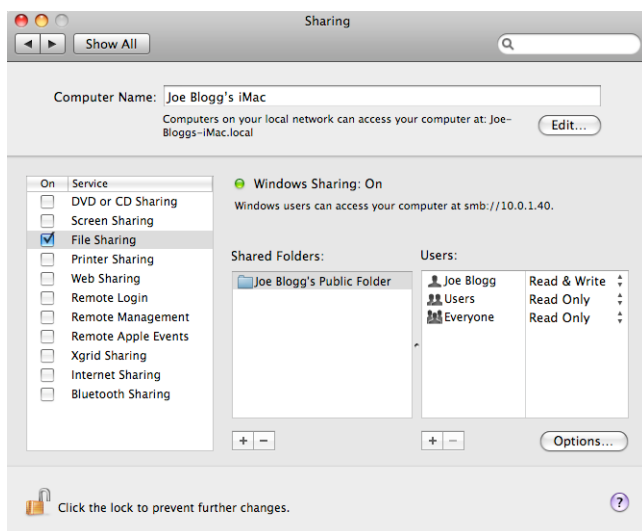 Sharing
Show All
Computer Name: Joe Blogg's iMac
Computers on your local network can access your computer at: Joe-
Bloggs-iMac.local
Edit...
On Service
DVD or CD Sharing
Screen Sharing
File Sharing
Printer Sharing
Web Sharing
Remote Login
Remote Management
Remote Apple Events
Xgrid Sharing
Internet Sharing
Bluetooth Sharing
Windows Sharing: On
Windows users can access your computer at smb://10.0.1.40.
Shared Folders:
Joe Blogg's Public Folder
Users:
Joe Blogg Read & Write
Users Read Only
Everyone Read Only
+ −
+ −
Options...
Click the lock to prevent further changes.
?